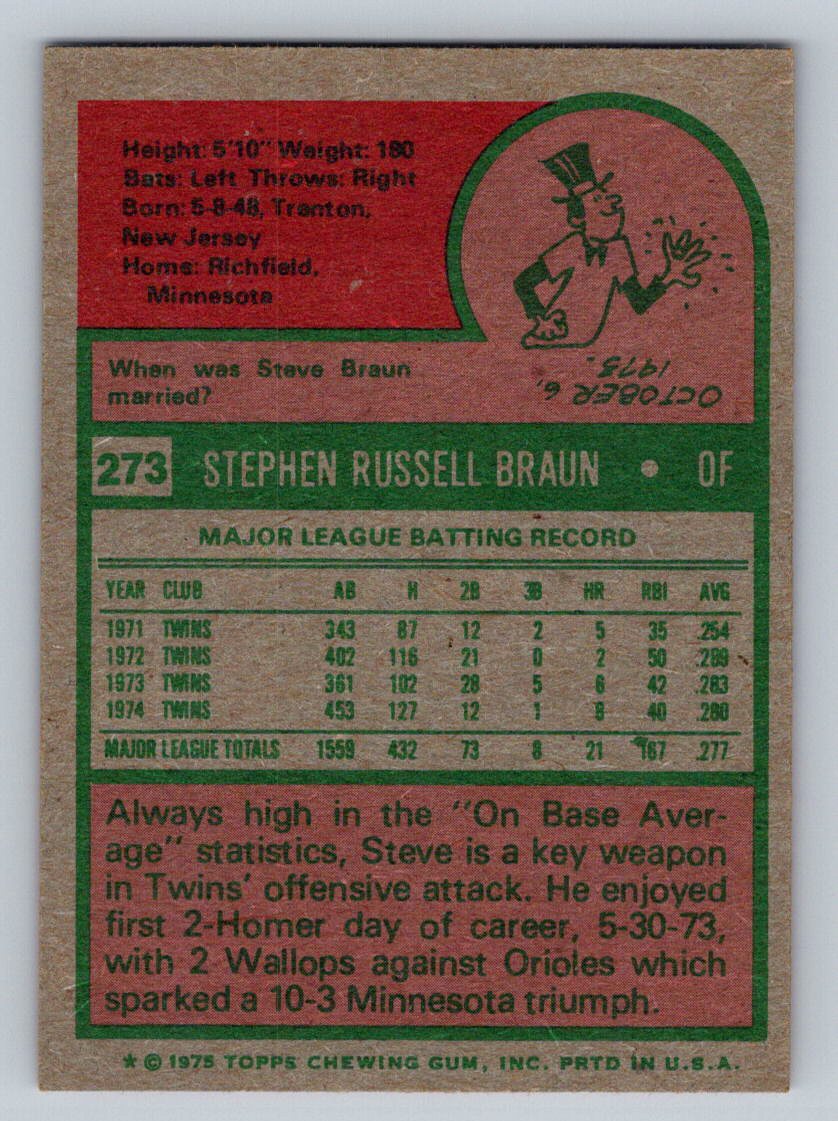 Height: 5'10" Weight: 180
Bats: Left Throws: Right
Born: 5-8-48, Trenton,
New Jersey
Home: Richfield,
Minnesota
When was Steve Braun
married?
OCTOBER 6,
1973.
273 STEPHEN RUSSELL BRAUN • OF
MAJOR LEAGUE BATTING RECORD
YEAR CLUB AB H 2B 3B HR RBI AVG
1971 TWINS 343 87 12 2 5 35 .254
1972 TWINS 402 116 21 0 2 50 .289
1973 TWINS 361 102 28 5 6 42 .283
1974 TWINS 453 127 12 1 8 40 .280
MAJOR LEAGUE TOTALS 1559 432 73 8 21 167 .277
Always high in the "On Base Aver-
age" statistics, Steve is a key weapon
in Twins' offensive attack. He enjoyed
first 2-Homer day of career, 5-30-73,
with 2 Wallops against Orioles which
sparked a 10-3 Minnesota triumph.
* © 1975 TOPPS CHEWING GUM, INC. PRTD IN U.S.A.